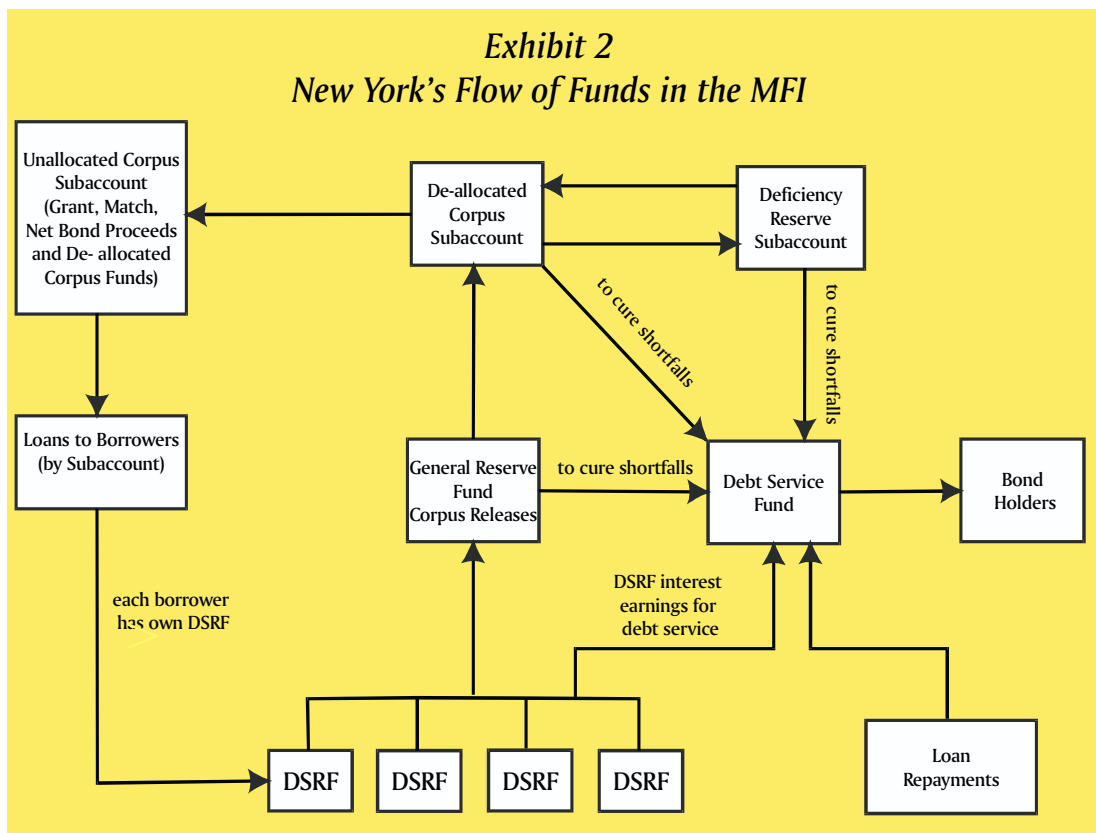 Exhibit 2
New York's Flow of Funds in the MFI
Unallocated Corpus
Subaccount
(Grant, Match,
Net Bond Proceeds
and De- allocated
Corpus Funds)
De-allocated
Corpus
Subaccount
Deficiency
Reserve
Subaccount
to cure shortfalls
to cure shortfalls
Loans to Borrowers
(by Subaccount)
General Reserve
Fund
Corpus Releases
to cure shortfalls
Debt Service
Fund
Bond
Holders
each borrower
has own DSRF
DSRF interest
earnings for
debt service
DSRF
DSRF
DSRF
DSRF
Loan
Repayments